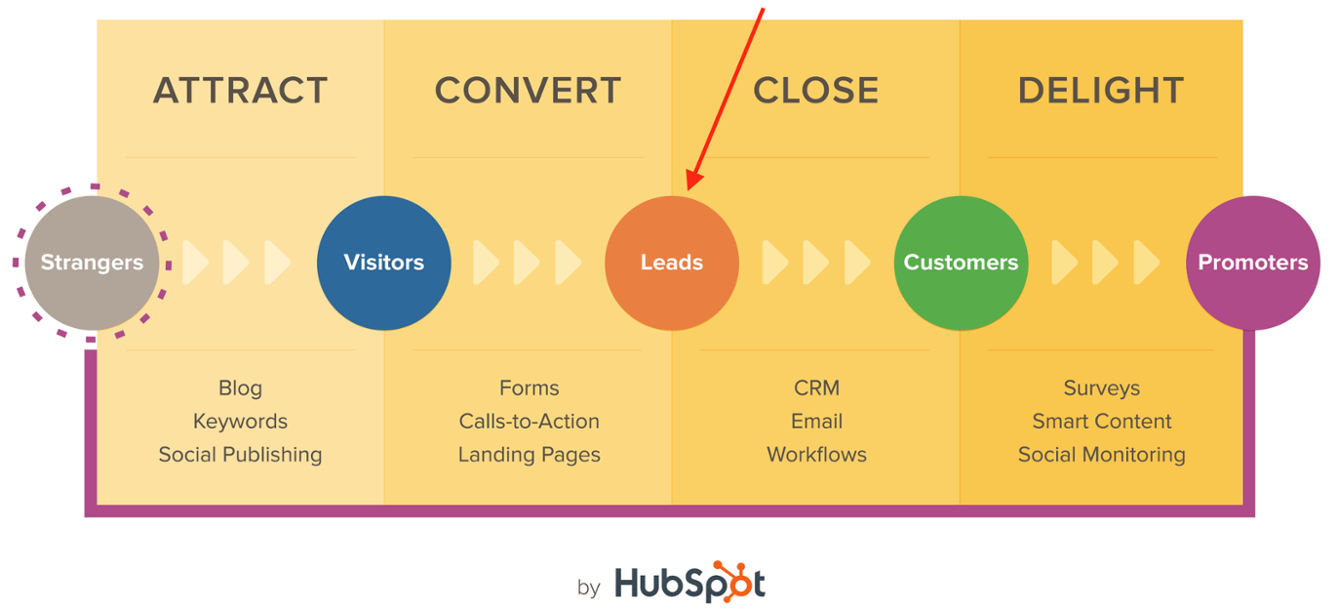 ATTRACT CONVERT CLOSE DELIGHT
Strangers Visitors Leads Customers Promoters
Blog Forms CRM Surveys
Keywords Calls-to-Action Email Smart Content
Social Publishing Landing Pages Workflows Social Monitoring
by HubSpot